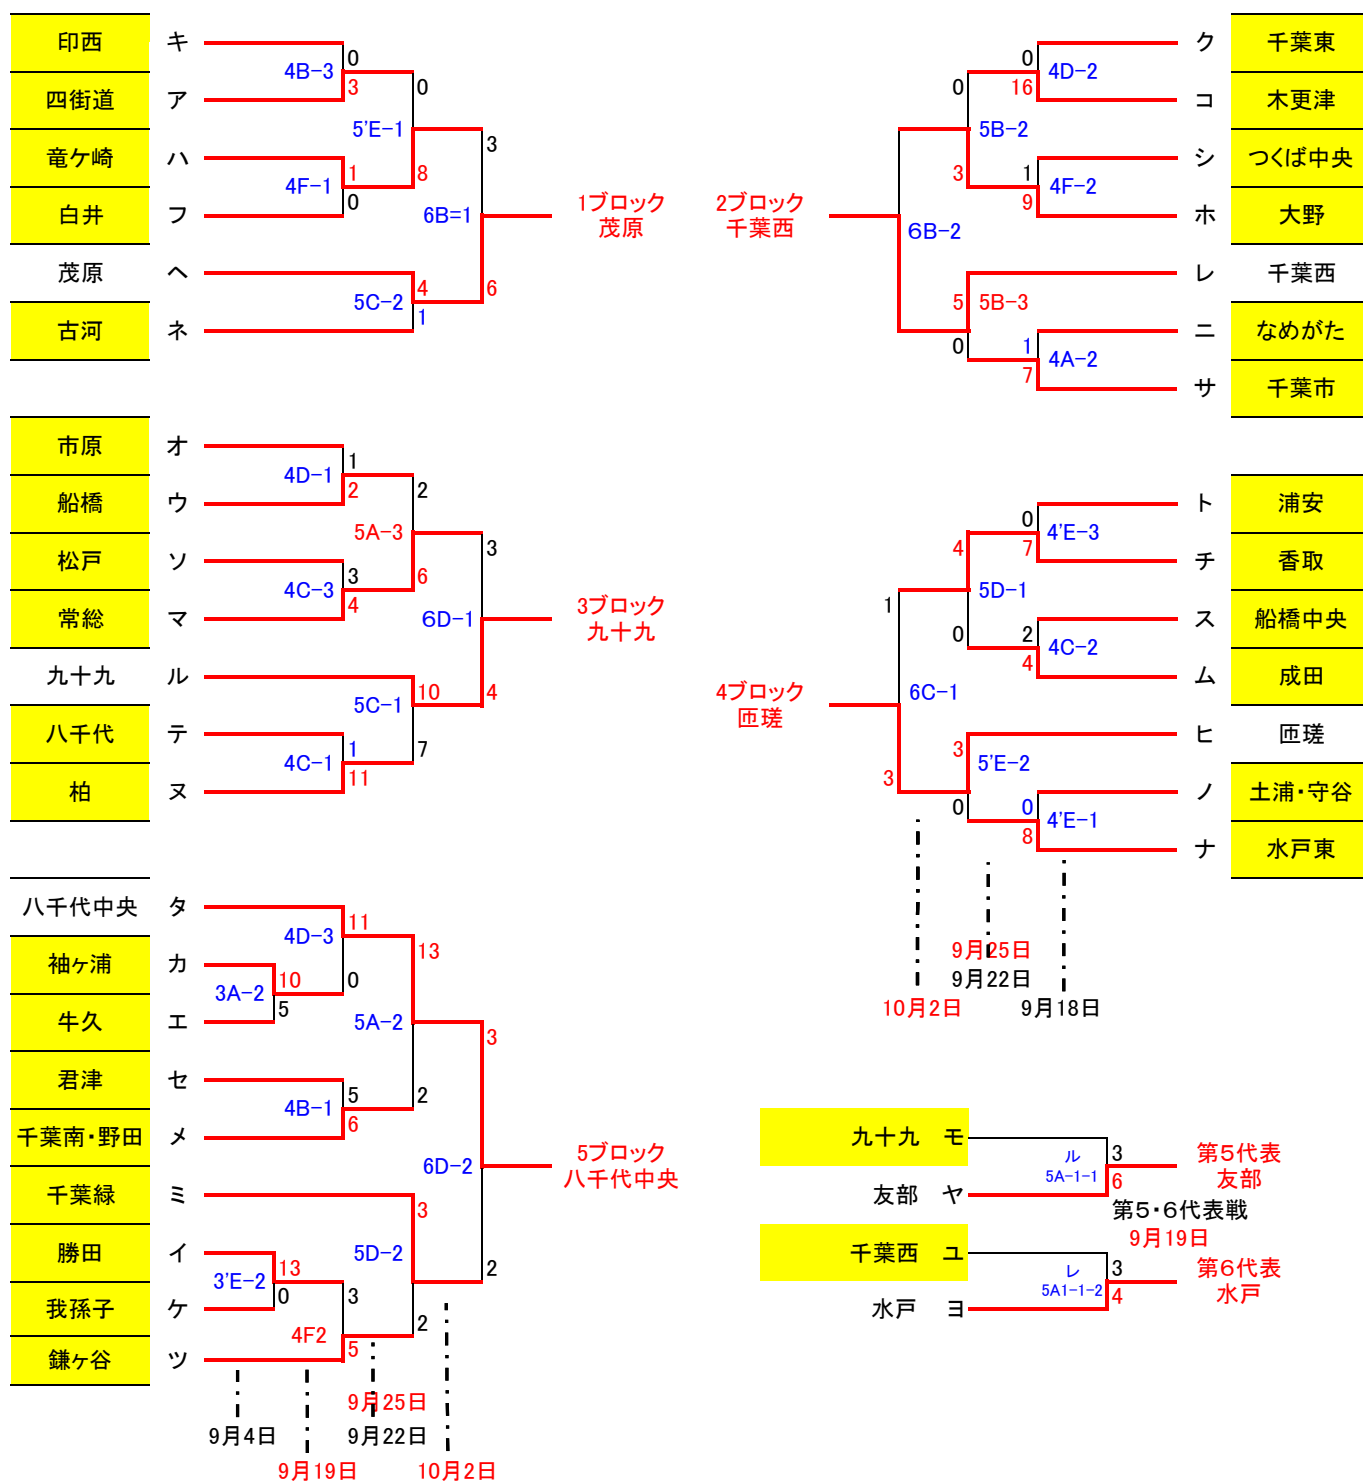 印西 キ
0
4B-3
3
四街道 ア
0
5'E-1
竜ケ崎 ハ
1
8
4F-1
0
白井 フ
3
6B=1
1ブロック
茂原
茂原 ヘ
4
6
5C-2
1
古河 ネ
ク 千葉東
0
4D-2
16
コ 木更津
0
5B-2
シ つくば中央
1
3
4F-2
9
ホ 大野
2ブロック
千葉西
6B-2
レ 千葉西
5
5B-3
0
ニ なめがた
1
4A-2
7
サ 千葉市
市原 オ
1
4D-1
2
船橋 ウ
2
5A-3
松戸 ソ
3
6
4C-3
4
常総 マ
3
6D-1
3ブロック
九十九
九十九 ル
10
4
5C-1
7
八千代 テ
1
4C-1
11
柏 ヌ
ト 浦安
0
4'E-3
7
チ 香取
4
5D-1
0
ス 船橋中央
2
4C-2
4
ム 成田
1
6C-1
4ブロック
匝瑳
3
ヒ 匝瑳
3
5'E-2
0
ノ 土浦・守谷
0
4'E-1
8
ナ 水戸東
9月25日
9月22日
10月2日
9月18日
八千代中央 タ
11
4D-3
0
13
袖ヶ浦 カ
10
3A-2
5
牛久 エ
5A-2
3
君津 セ
5
4B-1
6
2
千葉南・野田 メ
6D-2
5ブロック
八千代中央
千葉緑 ミ
3
5D-2
2
勝田 イ
13
3'E-2
0
3
我孫子 ケ
4F2
5
2
鎌ヶ谷 ツ
9月25日
9月4日
9月22日
9月19日
10月2日
九十九 モ
3
ル
5A-1-1
6
友部 ヤ
第5代表
友部
第5・6代表戦
9月19日
千葉西 ユ
3
レ
5A1-1-2
4
水戸 ヨ
第6代表
水戸